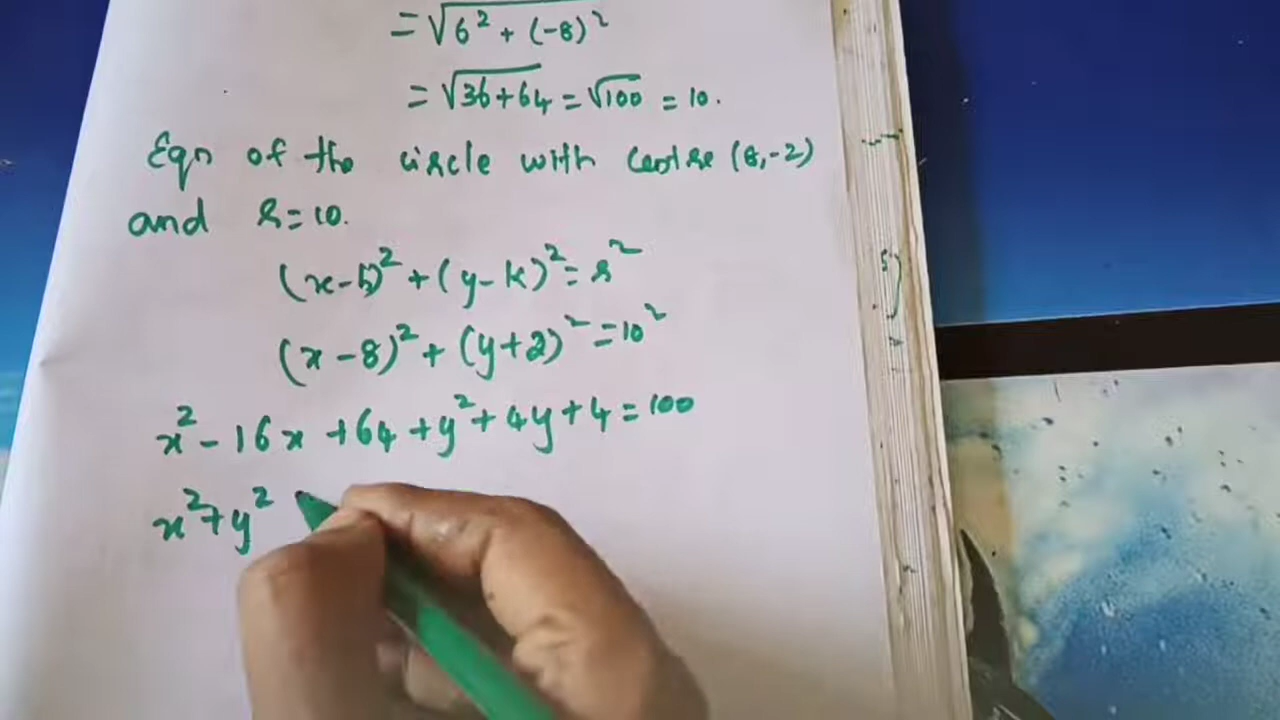 = √6² + (-8)²
= √36+64 = √100 = 10.
Eqn of the circle with centre (8,-2)
and r=10.
(x-h)² + (y-k)² = r²
(x-8)² + (y+2)² = 10²
x² - 16x + 64 + y² + 4y + 4 = 100
x² + y²